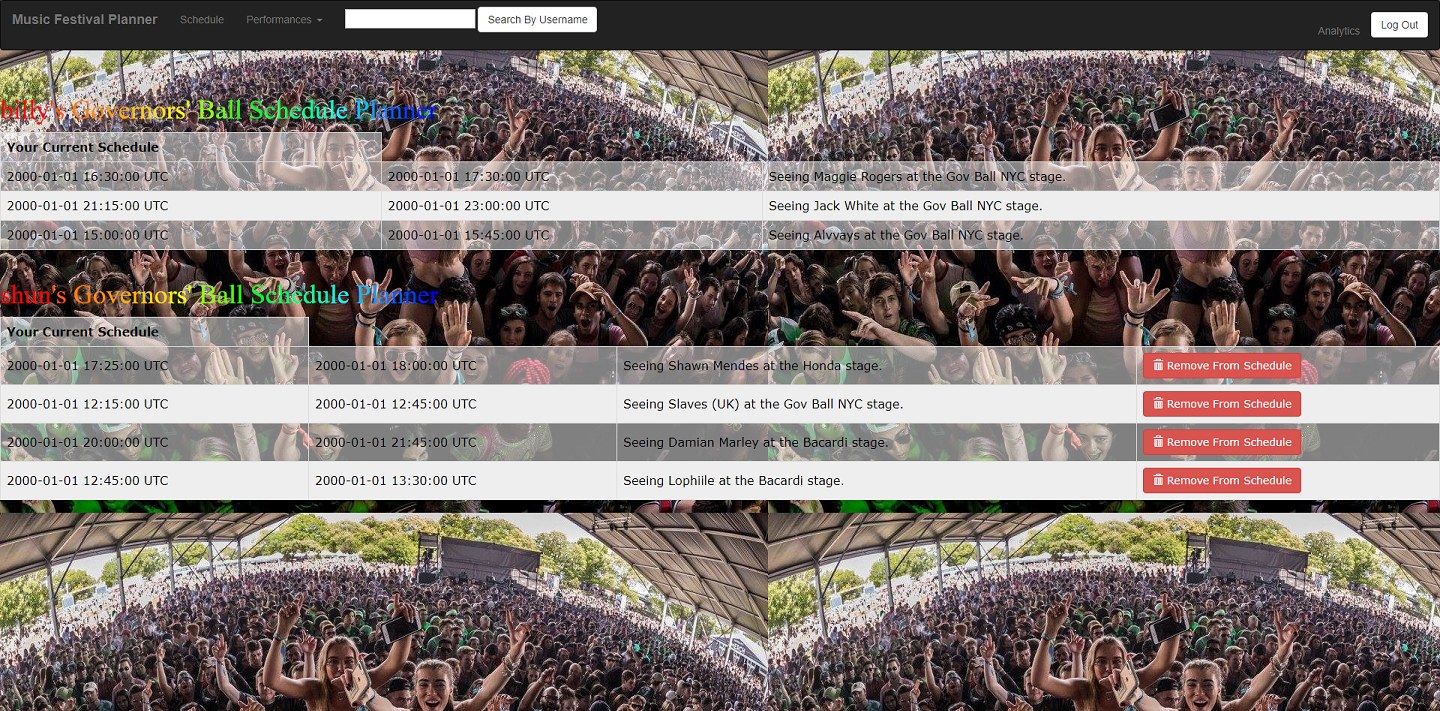 Music Festival Planner Schedule Performances Search By Username Analytics Log Out
billy's Governors' Ball Schedule Planner
Your Current Schedule
2000-01-01 16:30:00 UTC 2000-01-01 17:30:00 UTC Seeing Maggie Rogers at the Gov Ball NYC stage.
2000-01-01 21:15:00 UTC 2000-01-01 23:00:00 UTC Seeing Jack White at the Gov Ball NYC stage.
2000-01-01 15:00:00 UTC 2000-01-01 15:45:00 UTC Seeing Alvvays at the Gov Ball NYC stage.
shun's Governors' Ball Schedule Planner
Your Current Schedule
2000-01-01 17:25:00 UTC 2000-01-01 18:00:00 UTC Seeing Shawn Mendes at the Honda stage. Remove From Schedule
2000-01-01 12:15:00 UTC 2000-01-01 12:45:00 UTC Seeing Slaves (UK) at the Gov Ball NYC stage. Remove From Schedule
2000-01-01 20:00:00 UTC 2000-01-01 21:45:00 UTC Seeing Damian Marley at the Bacardi stage. Remove From Schedule
2000-01-01 12:45:00 UTC 2000-01-01 13:30:00 UTC Seeing Lophiile at the Bacardi stage. Remove From Schedule